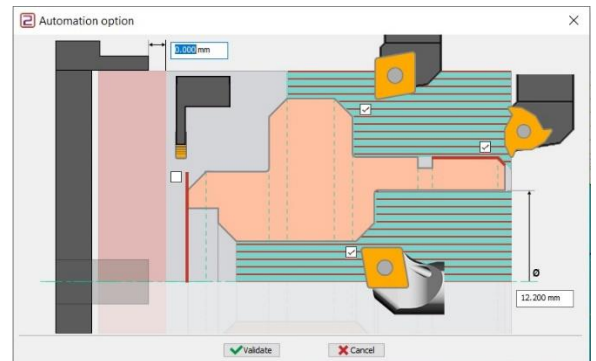 Automation option
0.000 mm
ø
12.200 mm
Validate
Cancel